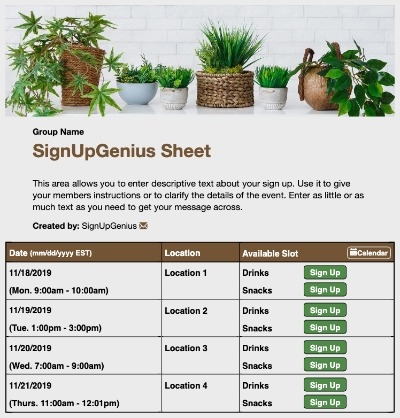 Group Name
SignUpGenius Sheet
This area allows you to enter descriptive text about your sign up. Use it to give
your members instructions or to clarify the details of the event. Enter as little or as
much text as you need to get your message across.
Created by: SignUpGenius
Date (mm/dd/yyyy EST) Location Available Slot Calendar
11/18/2019 Location 1 Drinks Sign Up
(Mon. 9:00am - 10:00am) Snacks Sign Up
11/19/2019 Location 2 Drinks Sign Up
(Tue. 1:00pm - 3:00pm) Snacks Sign Up
11/20/2019 Location 3 Drinks Sign Up
(Wed. 7:00am - 9:00am) Snacks Sign Up
11/21/2019 Location 4 Drinks Sign Up
(Thurs. 11:00am - 12:01pm) Snacks Sign Up